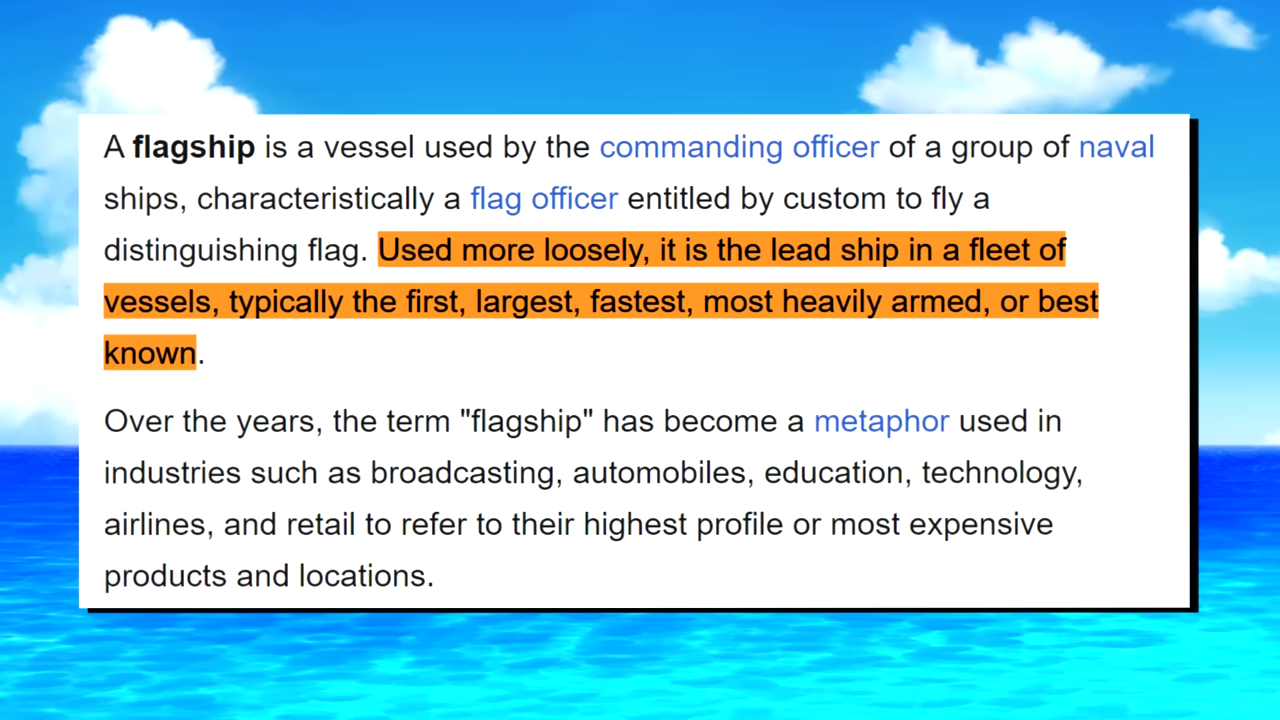 A flagship is a vessel used by the commanding officer of a group of naval
ships, characteristically a flag officer entitled by custom to fly a
distinguishing flag. Used more loosely, it is the lead ship in a fleet of
vessels, typically the first, largest, fastest, most heavily armed, or best
known.
Over the years, the term "flagship" has become a metaphor used in
industries such as broadcasting, automobiles, education, technology,
airlines, and retail to refer to their highest profile or most expensive
products and locations.